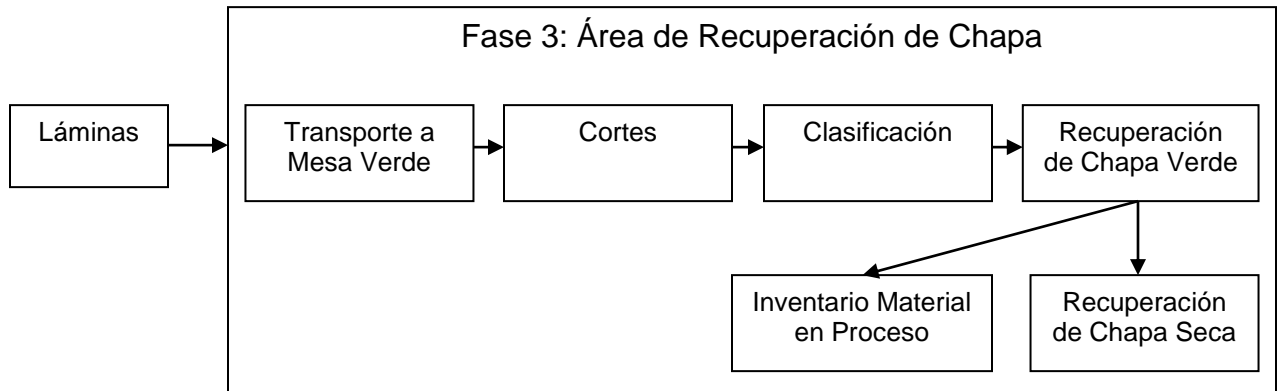 Fase 3: Área de Recuperación de Chapa
Láminas
Transporte a
Mesa Verde
Cortes
Clasificación
Recuperación
de Chapa Verde
Inventario Material
en Proceso
Recuperación
de Chapa Seca